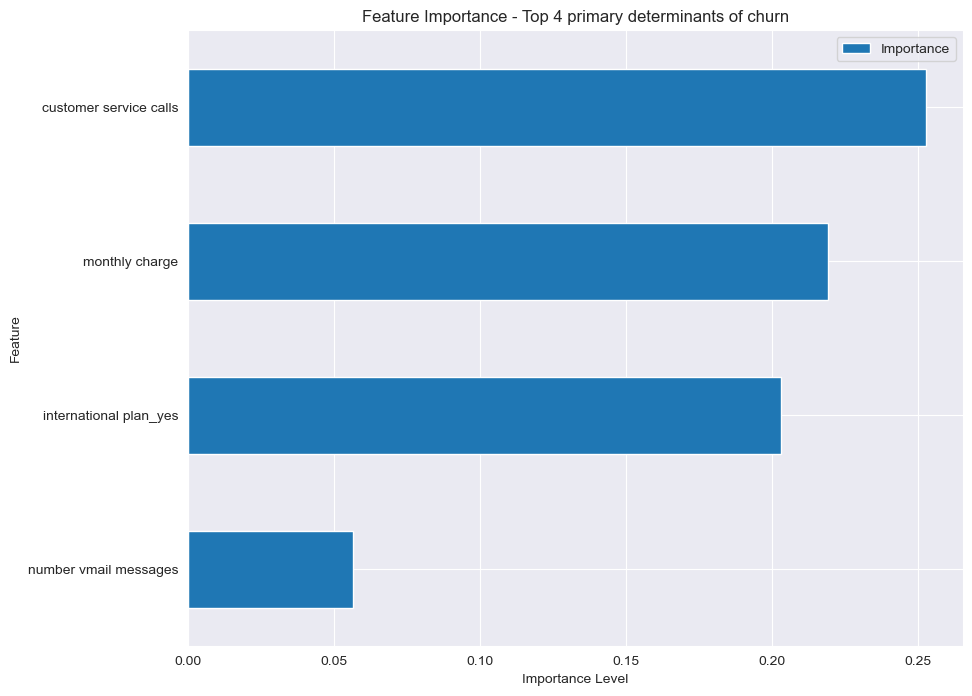 Feature Importance - Top 4 primary determinants of churn
Importance
customer service calls
monthly charge
international plan_yes
number vmail messages
Feature
0.00 0.05 0.10 0.15 0.20 0.25
Importance Level